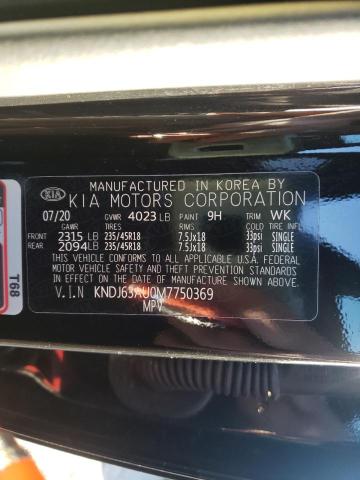 MANUFACTURED IN KOREA BY
KIA KIA MOTORS CORPORATION
07/20 GVWR 4023 LB PAINT 9H TRIM WK
GAWR TIRES RIMS COLD TIRE INFL
FRONT 2315 LB 235/45R18 7.5Jx18 33psi SINGLE
REAR 2094LB 235/45R18 7.5Jx18 33psi SINGLE
THIS VEHICLE CONFORMS TO ALL APPLICABLE U.S.A. FEDERAL
MOTOR VEHICLE SAFETY AND THEFT PREVENTION
STANDARDS IN EFFECT ON THE
DATE OF MANUFACTURE SHOWN ABOVE.
V.I.N KNDJ63AU0M7750369
MPV
T68